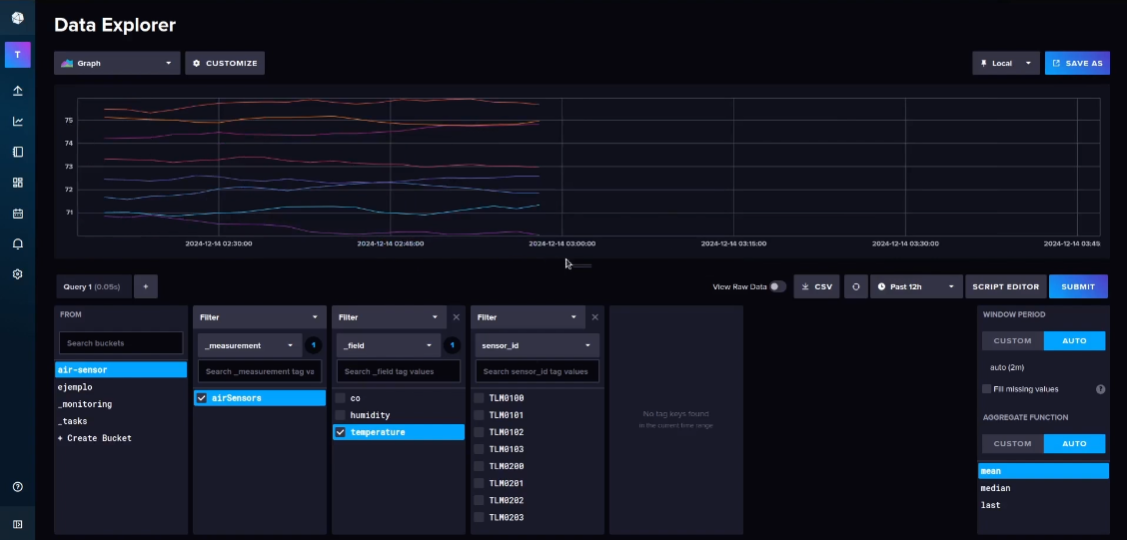 Data Explorer
T
Graph
CUSTOMIZE
Local
SAVE AS
75
74
73
72
71
2024-12-14 02:30:00
2024-12-14 02:45:00
2024-12-14 03:00:00
2024-12-14 03:15:00
2024-12-14 03:30:00
2024-12-14 03:45
Query 1 (0.05s)
+
View Raw Data
CSV
Past 12h
SCRIPT EDITOR
SUBMIT
FROM
Search buckets
air-sensor
ejemplo
_monitoring
_tasks
+ Create Bucket
Filter
_measurement
1
Search _measurement tag va
airSensors
Filter
_field
1
Search _field tag values
co
humidity
temperature
Filter
sensor_id
Search sensor_id tag values
TLM0100
TLM0101
TLM0102
TLM0103
TLM0200
TLM0201
TLM0202
TLM0203
No tag keys found
in the current time range
WINDOW PERIOD
CUSTOM
AUTO
auto (2m)
Fill missing values
AGGREGATE FUNCTION
CUSTOM
AUTO
mean
median
last